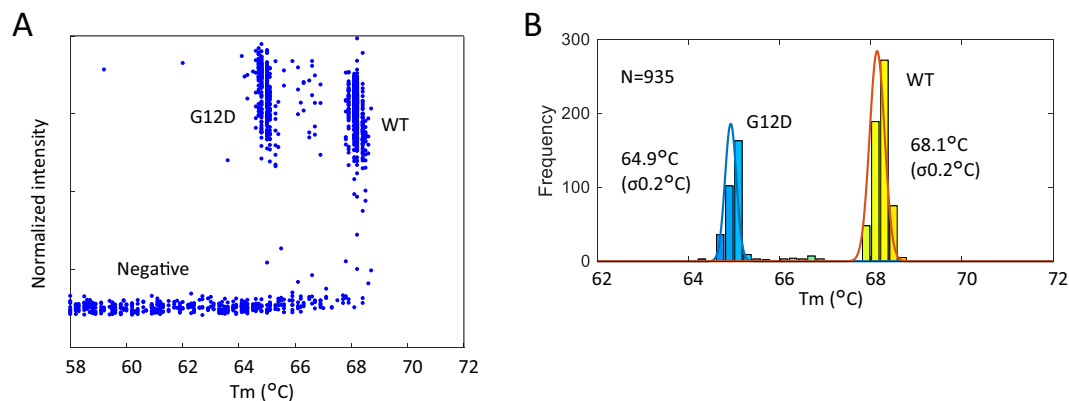 A
Normalized intensity
G12D
WT
Negative
58 60 62 64 66 68 70 72
Tm (°C)
B
300
200
100
0
Frequency
N=935
WT
G12D
64.9°C
(σ0.2°C)
68.1°C
(σ0.2°C)
62 64 66 68 70 72
Tm (°C)